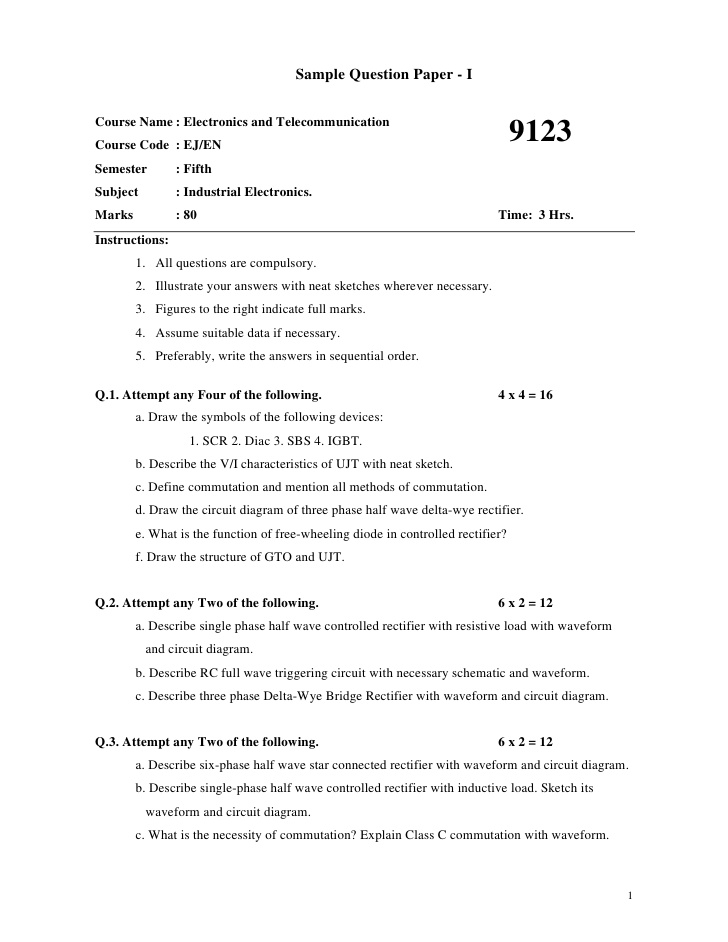 Sample Question Paper - I
Course Name : Electronics and Telecommunication
9123
Course Code : EJ/EN
Semester : Fifth
Subject : Industrial Electronics.
Marks : 80 Time: 3 Hrs.
Instructions:
1. All questions are compulsory.
2. Illustrate your answers with neat sketches wherever necessary.
3. Figures to the right indicate full marks.
4. Assume suitable data if necessary.
5. Preferably, write the answers in sequential order.
Q.1. Attempt any Four of the following. 4 x 4 = 16
a. Draw the symbols of the following devices:
1. SCR 2. Diac 3. SBS 4. IGBT.
b. Describe the V/I characteristics of UJT with neat sketch.
c. Define commutation and mention all methods of commutation.
d. Draw the circuit diagram of three phase half wave delta-wye rectifier.
e. What is the function of free-wheeling diode in controlled rectifier?
f. Draw the structure of GTO and UJT.
Q.2. Attempt any Two of the following. 6 x 2 = 12
a. Describe single phase half wave controlled rectifier with resistive load with waveform
and circuit diagram.
b. Describe RC full wave triggering circuit with necessary schematic and waveform.
c. Describe three phase Delta-Wye Bridge Rectifier with waveform and circuit diagram.
Q.3. Attempt any Two of the following. 6 x 2 = 12
a. Describe six-phase half wave star connected rectifier with waveform and circuit diagram.
b. Describe single-phase half wave controlled rectifier with inductive load. Sketch its
waveform and circuit diagram.
c. What is the necessity of commutation? Explain Class C commutation with waveform.
1